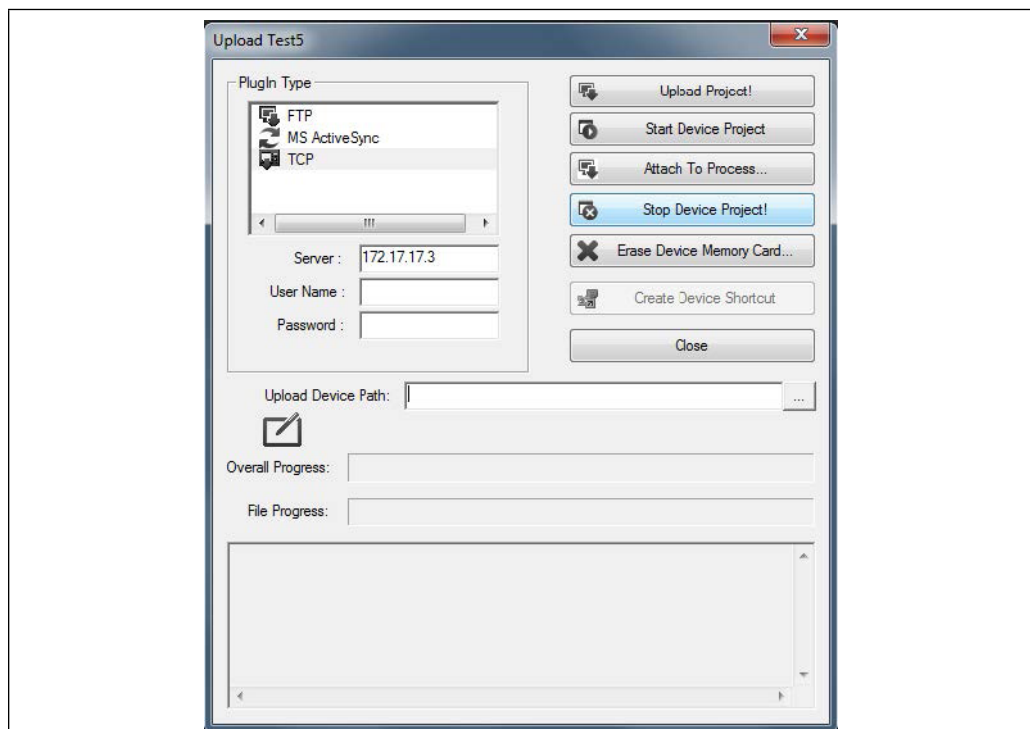 Upload Test5
PlugIn Type
FTP
MS ActiveSync
TCP
Server :
172.17.17.3
User Name :
Password :
Upload Project!
Start Device Project
Attach To Process...
Stop Device Project!
Erase Device Memory Card...
Create Device Shortcut
Close
Upload Device Path:
...
Overall Progress:
File Progress: